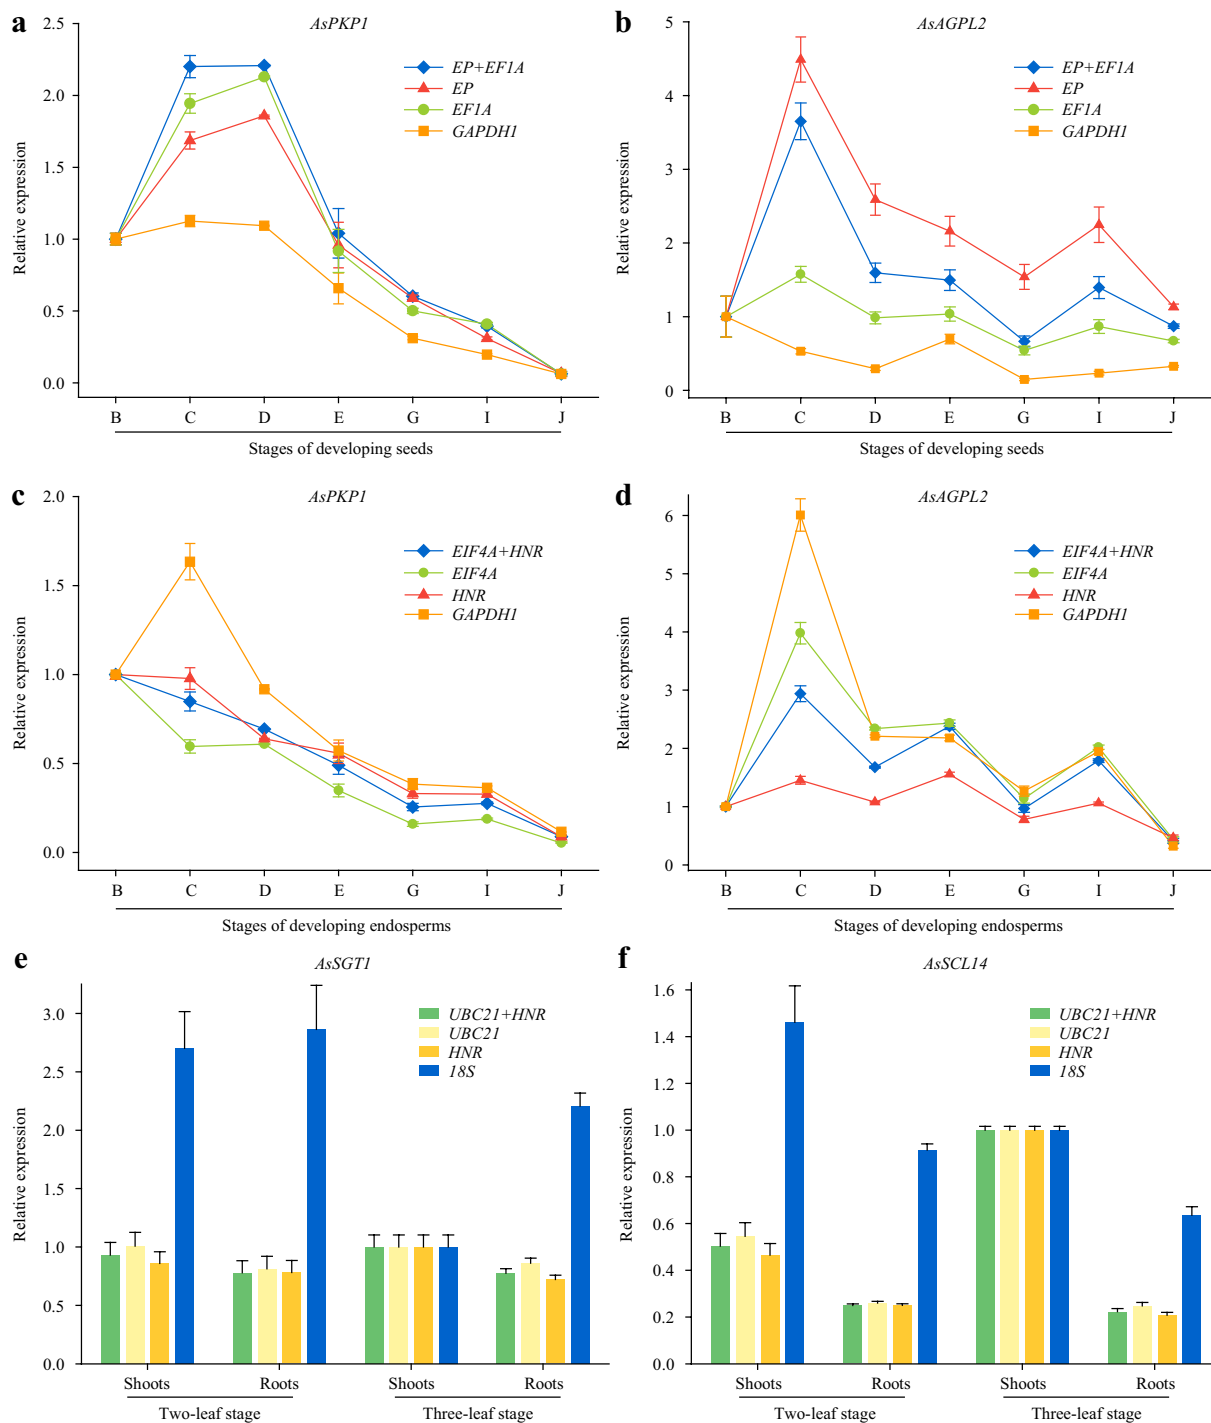 a
AsPKP1
2.5
2.0
1.5
1.0
0.5
0.0
Relative expression
EP+EF1A
EP
EF1A
GAPDH1
B C D E G I J
Stages of developing seeds
b
AsAGPL2
5
4
3
2
1
0
Relative expression
EP+EF1A
EP
EF1A
GAPDH1
B C D E G I J
Stages of developing seeds
c
AsPKP1
2.0
1.5
1.0
0.5
0.0
Relative expression
EIF4A+HNR
EIF4A
HNR
GAPDH1
B C D E G I J
Stages of developing endosperms
d
AsAGPL2
6
5
4
3
2
1
0
Relative expression
EIF4A+HNR
EIF4A
HNR
GAPDH1
B C D E G I J
Stages of developing endosperms
e
AsSGT1
3.0
2.5
2.0
1.5
1.0
0.5
0.0
Relative expression
UBC21+HNR
UBC21
HNR
18S
Shoots Roots Shoots Roots
Two-leaf stage Three-leaf stage
f
AsSCL14
1.6
1.4
1.2
1.0
0.8
0.6
0.4
0.2
0.0
Relative expression
UBC21+HNR
UBC21
HNR
18S
Shoots Roots Shoots Roots
Two-leaf stage Three-leaf stage